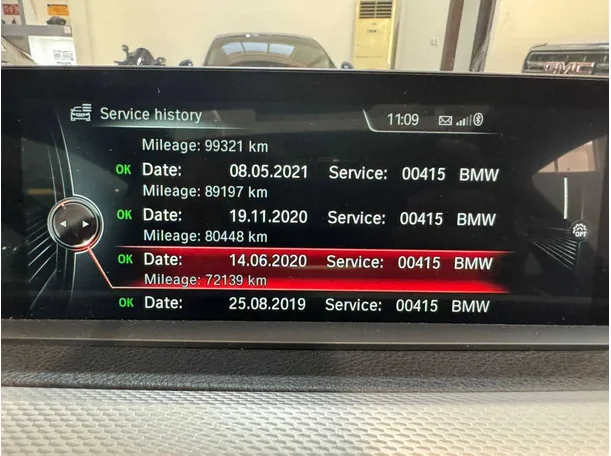 GMC
Service history 11:09
Mileage: 99321 km
OK Date: 08.05.2021 Service: 00415 BMW
Mileage: 89197 km
OK Date: 19.11.2020 Service: 00415 BMW
Mileage: 80448 km
OK Date: 14.06.2020 Service: 00415 BMW
Mileage: 72139 km
OK Date: 25.08.2019 Service: 00415 BMW
OPT